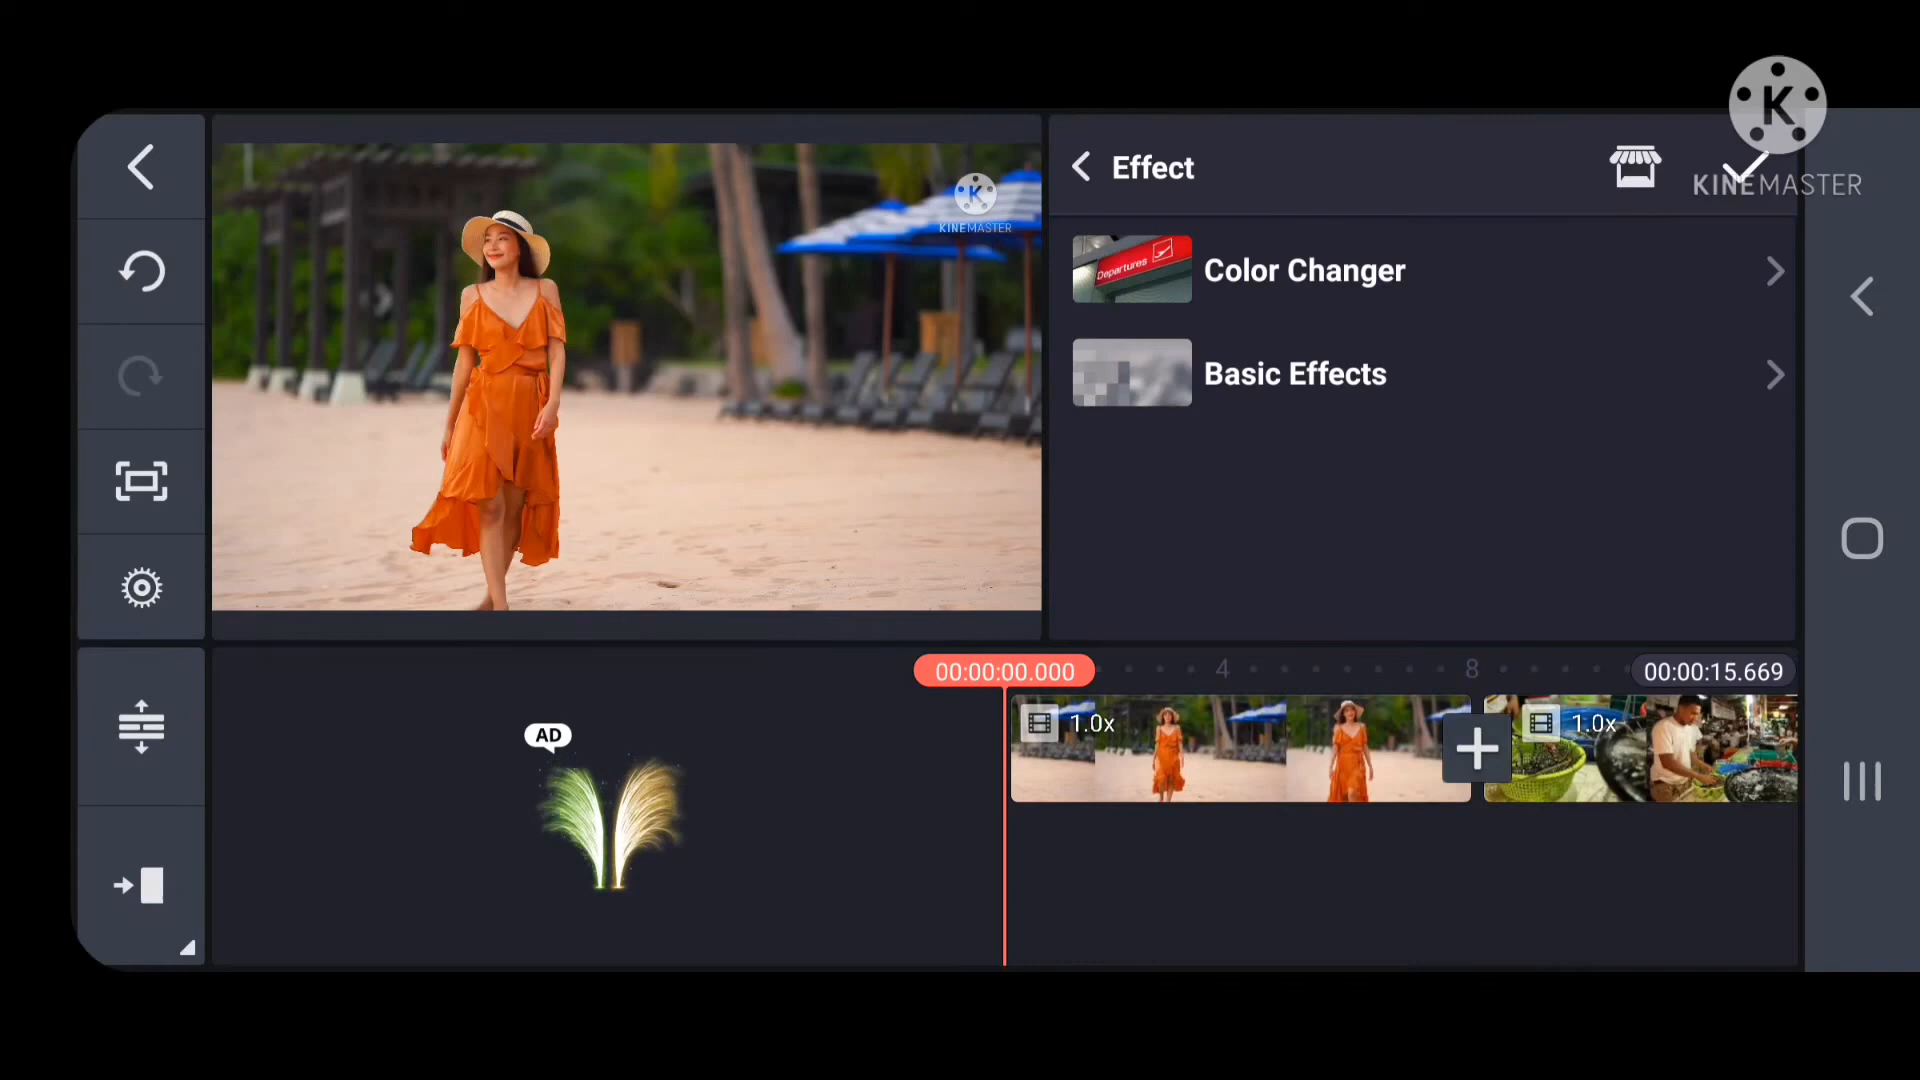 K
KINEMASTER
K
KINEMASTER
Effect
Departures
Color Changer
Basic Effects
00:00:00.000
4
8
00:00:15.669
1.0x
1.0x
AD